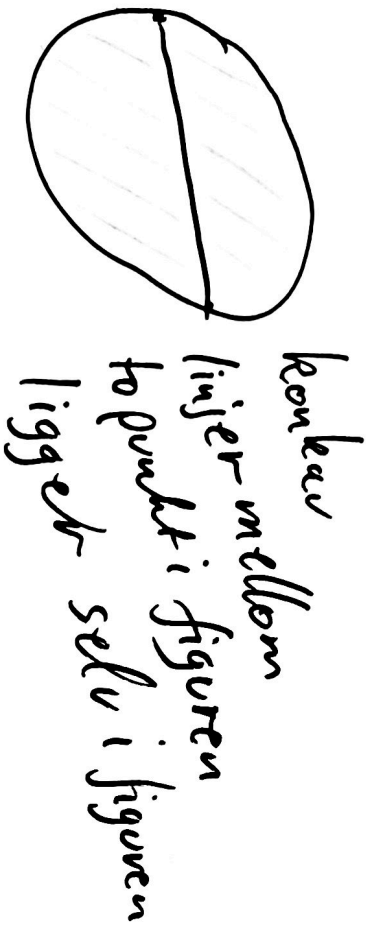 konkav
linjer mellom
to punkt i figuren
ligger selv i figuren